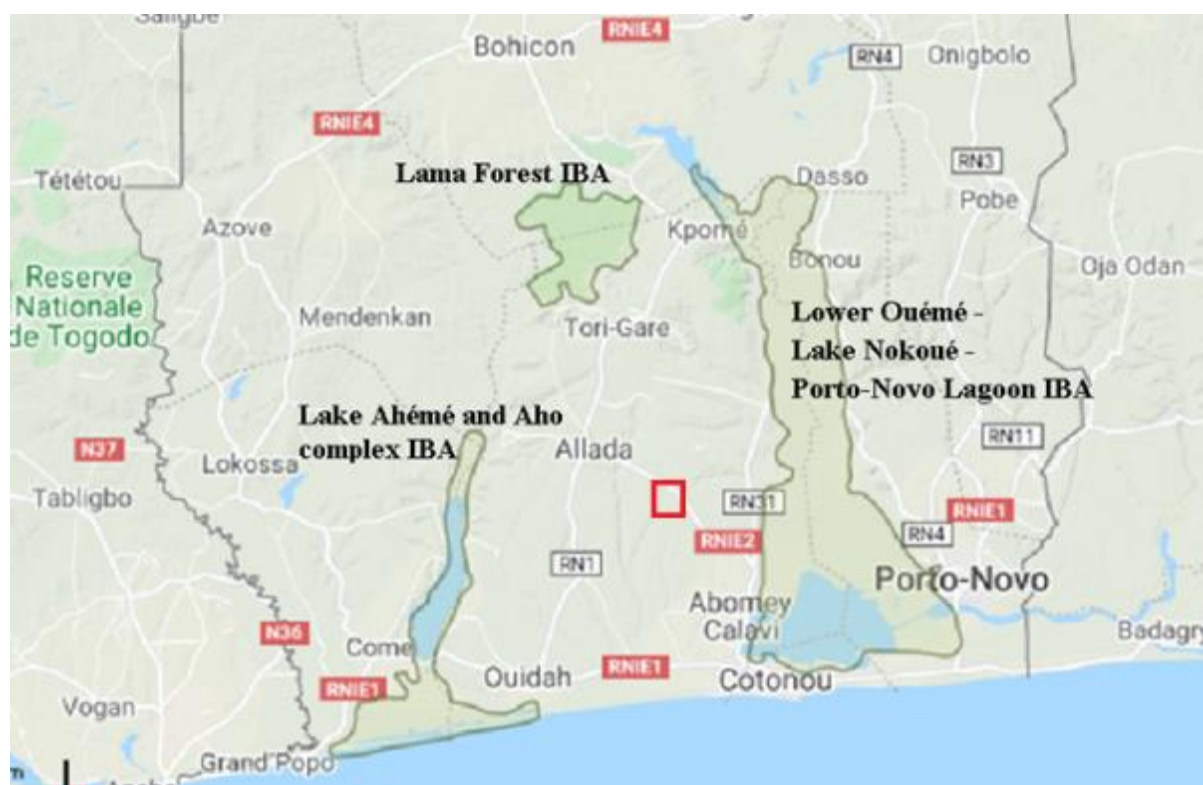 RNIE4
Bohicon
RN4
Onigbolo
RNIE4
Lama Forest IBA
Tététou
Dasso
RN3
Pobe
Azove
Kpomé
Reserve
Nationale
de Togodo
Bonou
Oja Odan
Mendenkan
Tori-Gare
Lower Ouémé -
Lake Nokoué -
Porto-Novo Lagoon IBA
Lake Ahémé and Aho
complex IBA
N37
Lokossa
Allada
RN11
Tabligbo
RN31
RNIE1
RNIE2
RN4
RN1
Porto-Novo
Abomey
Calavi
N36
Come
Badagry
RNIE1
Ouidah
RNIE1
Cotonou
Vogan
Grand Popo